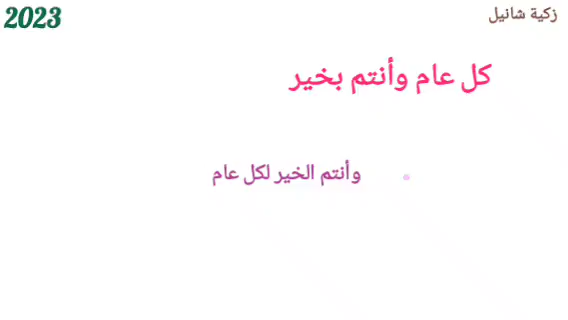 زكية شانيل
2023
كل عام وأنتم بخير
وأنتم الخير لكل عام